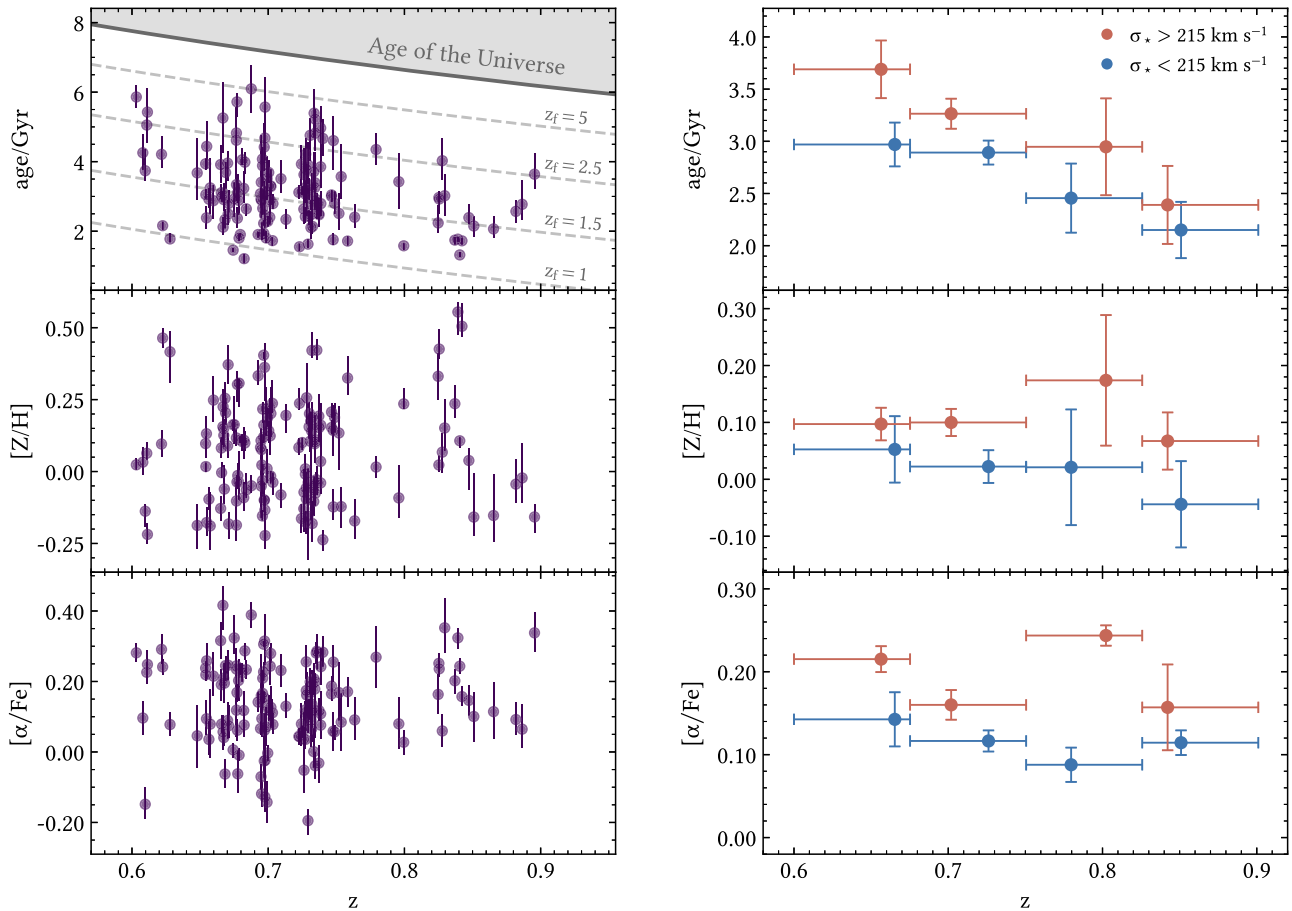 8
6
4
2
age/Gyr
Age of the Universe
z_f = 5
z_f = 2.5
z_f = 1.5
z_f = 1
0.50
0.25
0.00
-0.25
[Z/H]
0.40
0.20
0.00
-0.20
[α/Fe]
0.6 0.7 0.8 0.9
z
4.0
3.5
3.0
2.5
2.0
age/Gyr
σ⋆ > 215 km s⁻¹
σ⋆ < 215 km s⁻¹
0.30
0.20
0.10
0.00
-0.10
[Z/H]
0.30
0.20
0.10
0.00
[α/Fe]
0.6 0.7 0.8 0.9
z